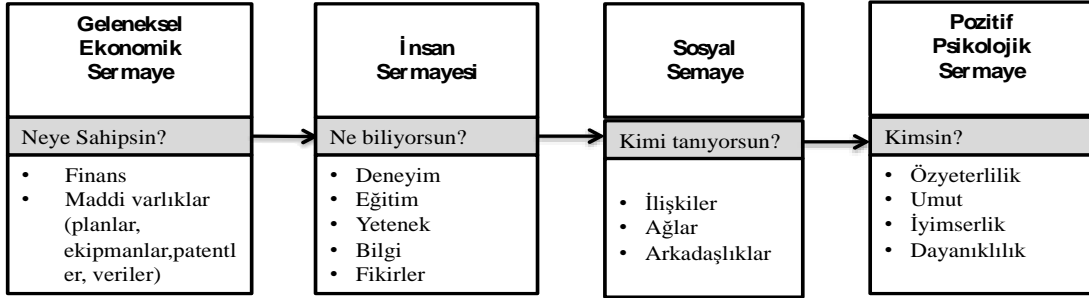 Geleneksel
Ekonomik
Sermaye
Neye Sahipsin?
• Finans
• Maddi varlıklar
(planlar,
ekipmanlar,patentl
er, veriler)
İnsan
Sermayesi
Ne biliyorsun?
• Deneyim
• Eğitim
• Yetenek
• Bilgi
• Fikirler
Sosyal
Semaye
Kimi tanıyorsun?
• İlişkiler
• Ağlar
• Arkadaşlıklar
Pozitif
Psikolojik
Sermaye
Kimsin?
• Özyeterlilik
• Umut
• İyimserlik
• Dayanıklılık